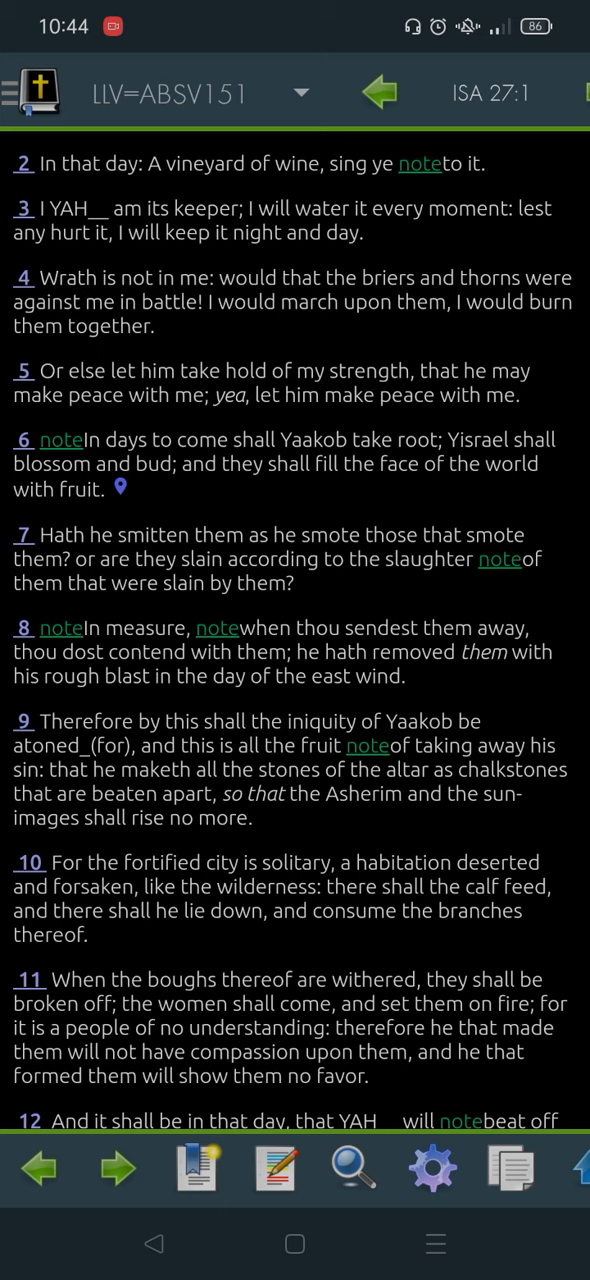 10:44
86
LLV=ABSV151
ISA 27:1
2 In that day: A vineyard of wine, sing ye noteto it.
3 I YAH__ am its keeper; I will water it every moment: lest
any hurt it, I will keep it night and day.
4 Wrath is not in me: would that the briers and thorns were
against me in battle! I would march upon them, I would burn
them together.
5 Or else let him take hold of my strength, that he may
make peace with me; yea, let him make peace with me.
6 noteIn days to come shall Yaakob take root; Yisrael shall
blossom and bud; and they shall fill the face of the world
with fruit.
7 Hath he smitten them as he smote those that smote
them? or are they slain according to the slaughter noteof
them that were slain by them?
8 noteIn measure, notewhen thou sendest them away,
thou dost contend with them; he hath removed them with
his rough blast in the day of the east wind.
9 Therefore by this shall the iniquity of Yaakob be
atoned_(for), and this is all the fruit noteof taking away his
sin: that he maketh all the stones of the altar as chalkstones
that are beaten apart, so that the Asherim and the sun-
images shall rise no more.
10 For the fortified city is solitary, a habitation deserted
and forsaken, like the wilderness: there shall the calf feed,
and there shall he lie down, and consume the branches
thereof.
11 When the boughs thereof are withered, they shall be
broken off; the women shall come, and set them on fire; for
it is a people of no understanding: therefore he that made
them will not have compassion upon them, and he that
formed them will show them no favor.
12 And it shall be in that day, that YAH__ will notebeat off